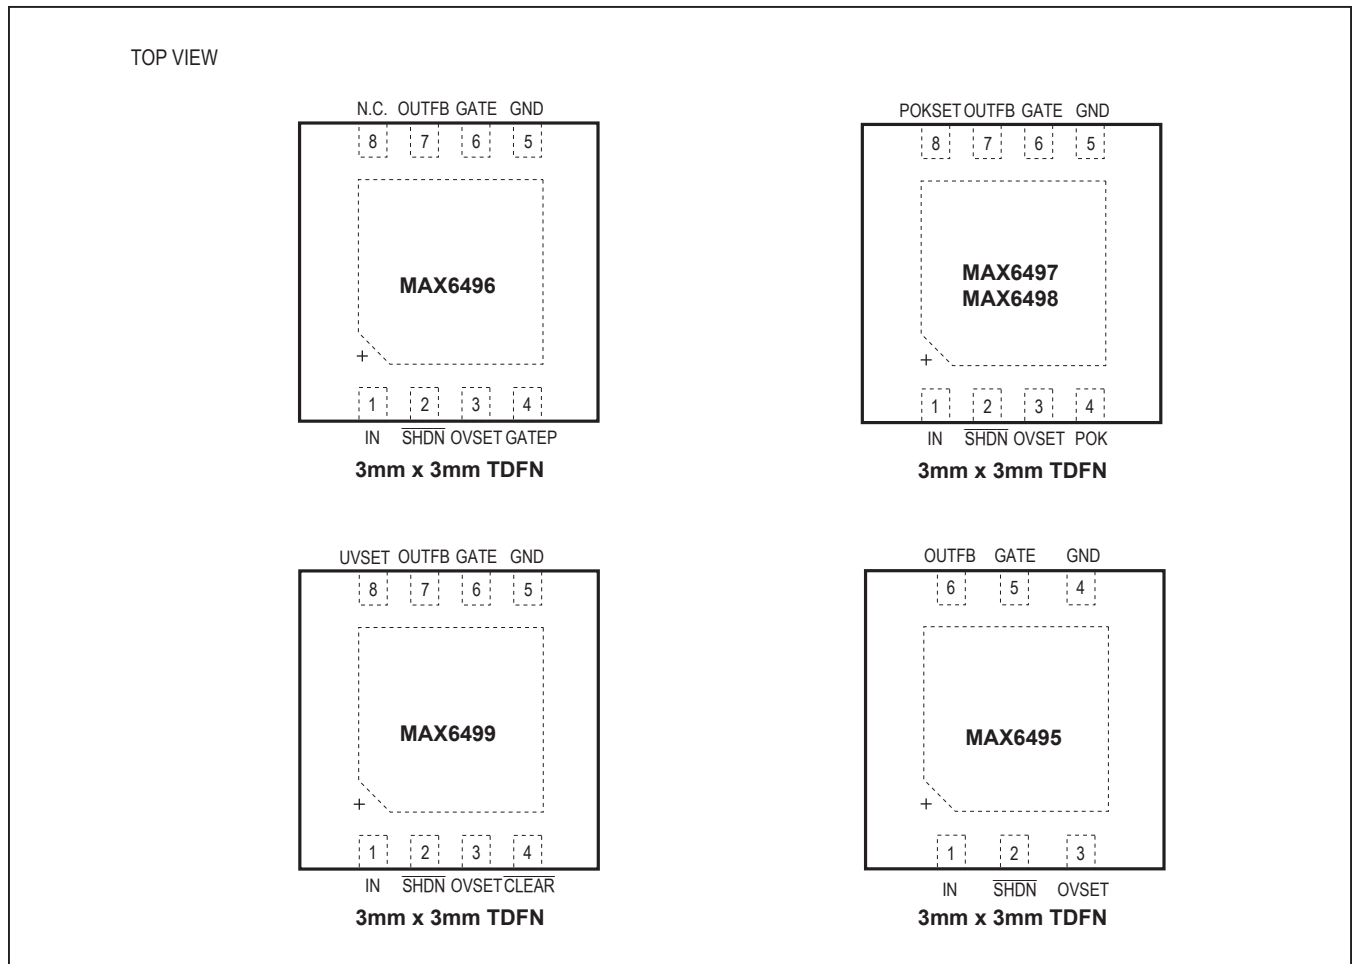 TOP VIEW
N.C. OUTFB GATE GND
8 7 6 5
MAX6496
+
1 2 3 4
IN SHDN OVSET GATEP
3mm x 3mm TDFN
POKSET OUTFB GATE GND
8 7 6 5
MAX6497
MAX6498
+
1 2 3 4
IN SHDN OVSET POK
3mm x 3mm TDFN
UVSET OUTFB GATE GND
8 7 6 5
MAX6499
+
1 2 3 4
IN SHDN OVSET CLEAR
3mm x 3mm TDFN
OUTFB GATE GND
6 5 4
MAX6495
+
1 2 3
IN SHDN OVSET
3mm x 3mm TDFN